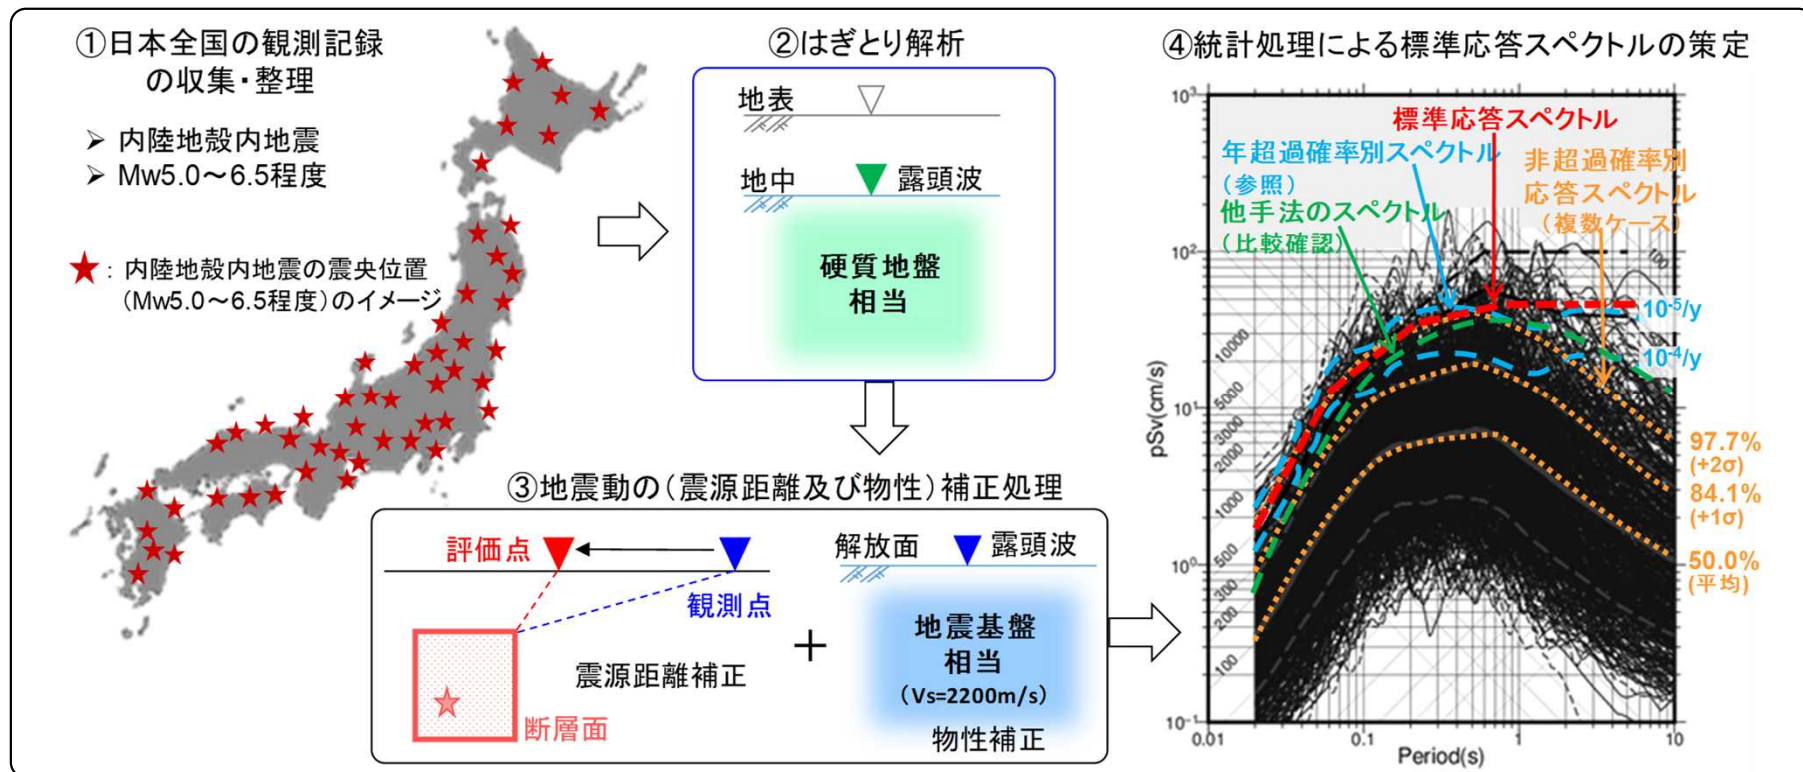 ①日本全国の観測記録
の収集・整理
➢ 内陸地殻内地震
➢ Mw5.0～6.5程度
★：内陸地殻内地震の震央位置
（Mw5.0～6.5程度）のイメージ
②はぎとり解析
地表
地中
露頭波
硬質地盤
相当
③地震動の（震源距離及び物性）補正処理
評価点
観測点
震源距離補正
断層面
＋
解放面
露頭波
地震基盤
相当
（Vs=2200m/s）
物性補正
④統計処理による標準応答スペクトルの策定
標準応答スペクトル
年超過確率別スペクトル
（参照）
他手法のスペクトル
（比較確認）
非超過確率別
応答スペクトル
（複数ケース）
10⁻⁵/y
10⁻⁴/y
97.7%
(+2σ)
84.1%
(+1σ)
50.0%
(平均)
pSv(cm/s)
10³
10²
10¹
10⁰
10⁻¹
10000
5000
3000
2000
1000
500
300
200
100
100
0.01
0.1
1
10
Period(s)